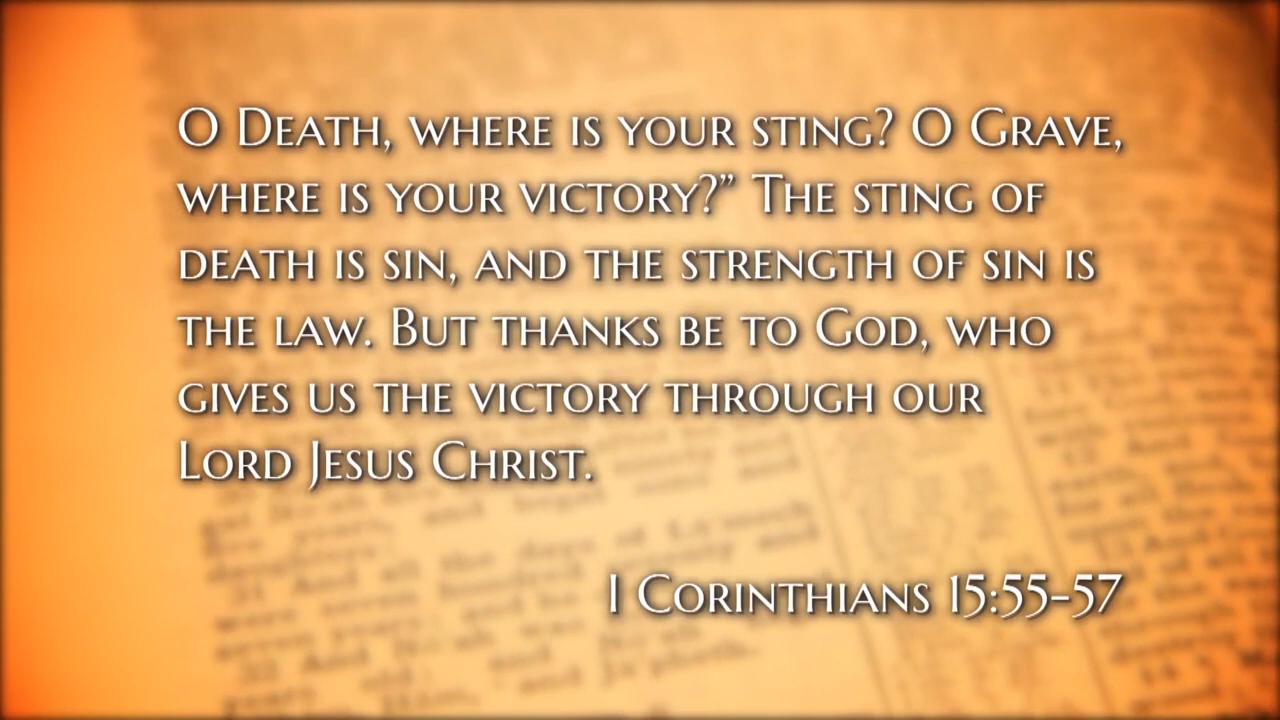 O Death, where is your sting? O Grave,
where is your victory?” The sting of
death is sin, and the strength of sin is
the law. But thanks be to God, who
gives us the victory through our
Lord Jesus Christ.
I Corinthians 15:55-57